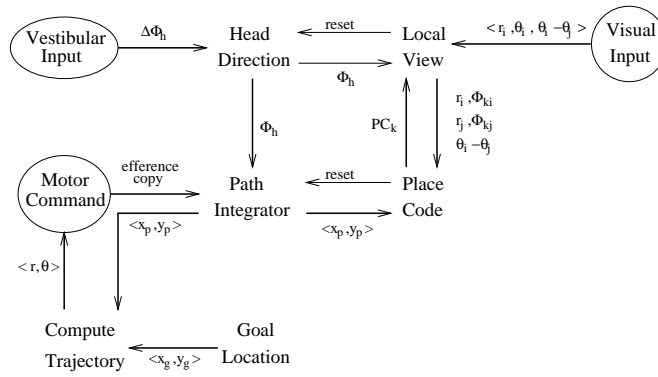 Vestibular
Input
ΔΦh
Head
Direction
reset
Φh
Local
View
< ri , θi , θi − θj >
Visual
Input
Φh
PCk
ri , Φki
rj , Φkj
θi − θj
Motor
Command
efference
copy
Path
Integrator
reset
Place
Code
<xp , yp >
<xp , yp >
< r, θ >
Compute
Trajectory
<xg , yg >
Goal
Location